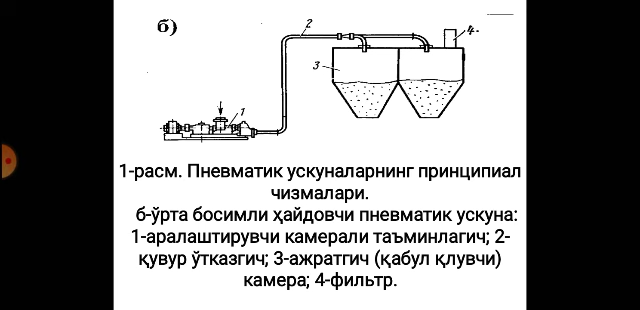 б)
2
4-
3
1
1-расм. Пневматик ускуналарнинг принципиал
чизмалари.
б-ўрта босимли ҳайдовчи пневматик ускуна:
1-аралаштирувчи камерали таъминлагич; 2-
қувур ўтказгич; 3-ажратгич (қабул қлувчи)
камера; 4-фильтр.